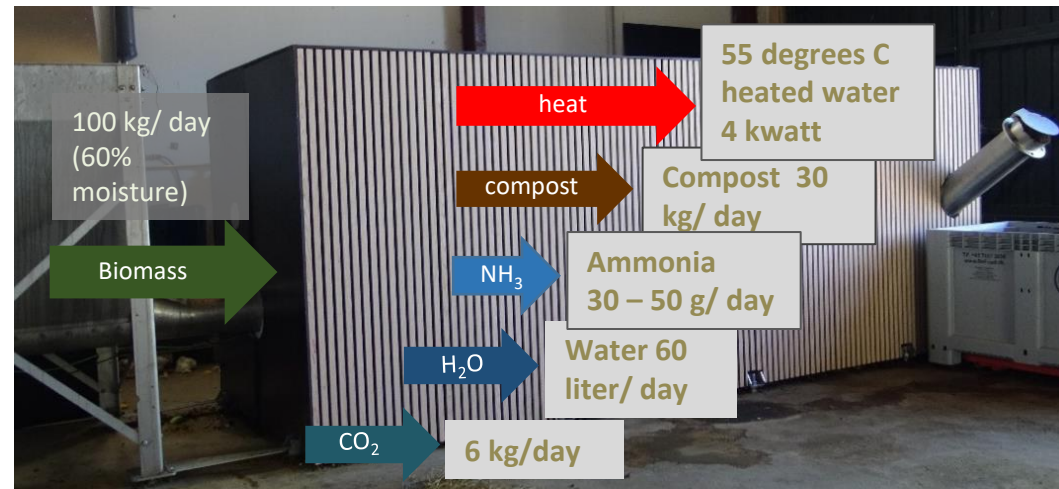 100 kg/ day
(60%
moisture)
Biomass
heat
55 degrees C
heated water
4 kwatt
compost
Compost 30
kg/ day
NH3
Ammonia
30 – 50 g/ day
H2O
Water 60
liter/ day
CO2
6 kg/day